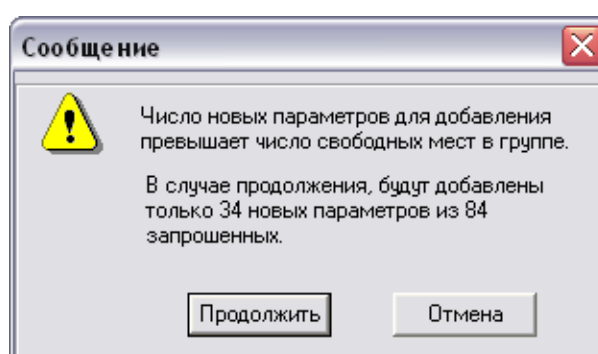 Сообщение
Число новых параметров для добавления
превышает число свободных мест в группе.
В случае продолжения, будут добавлены
только 34 новых параметров из 84
запрошенных.
Продолжить
Отмена